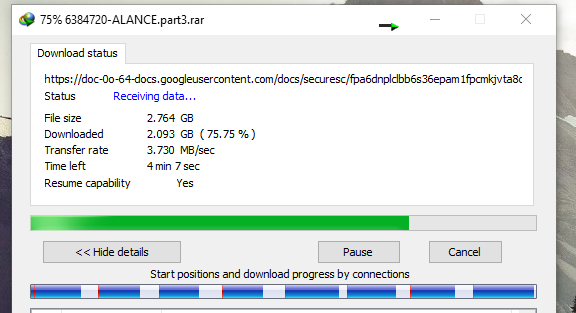 75% 6384720-ALANCE.part3.rar
Download status
https://doc-0o-64-docs.googleusercontent.com/docs/securesc/fpa6dnplclbb6s36epam1fpcmkjvta8c
Status Receiving data...
File size 2.764 GB
Downloaded 2.093 GB ( 75.75 % )
Transfer rate 3.730 MB/sec
Time left 4 min 7 sec
Resume capability Yes
<< Hide details Pause Cancel
Start positions and download progress by connections